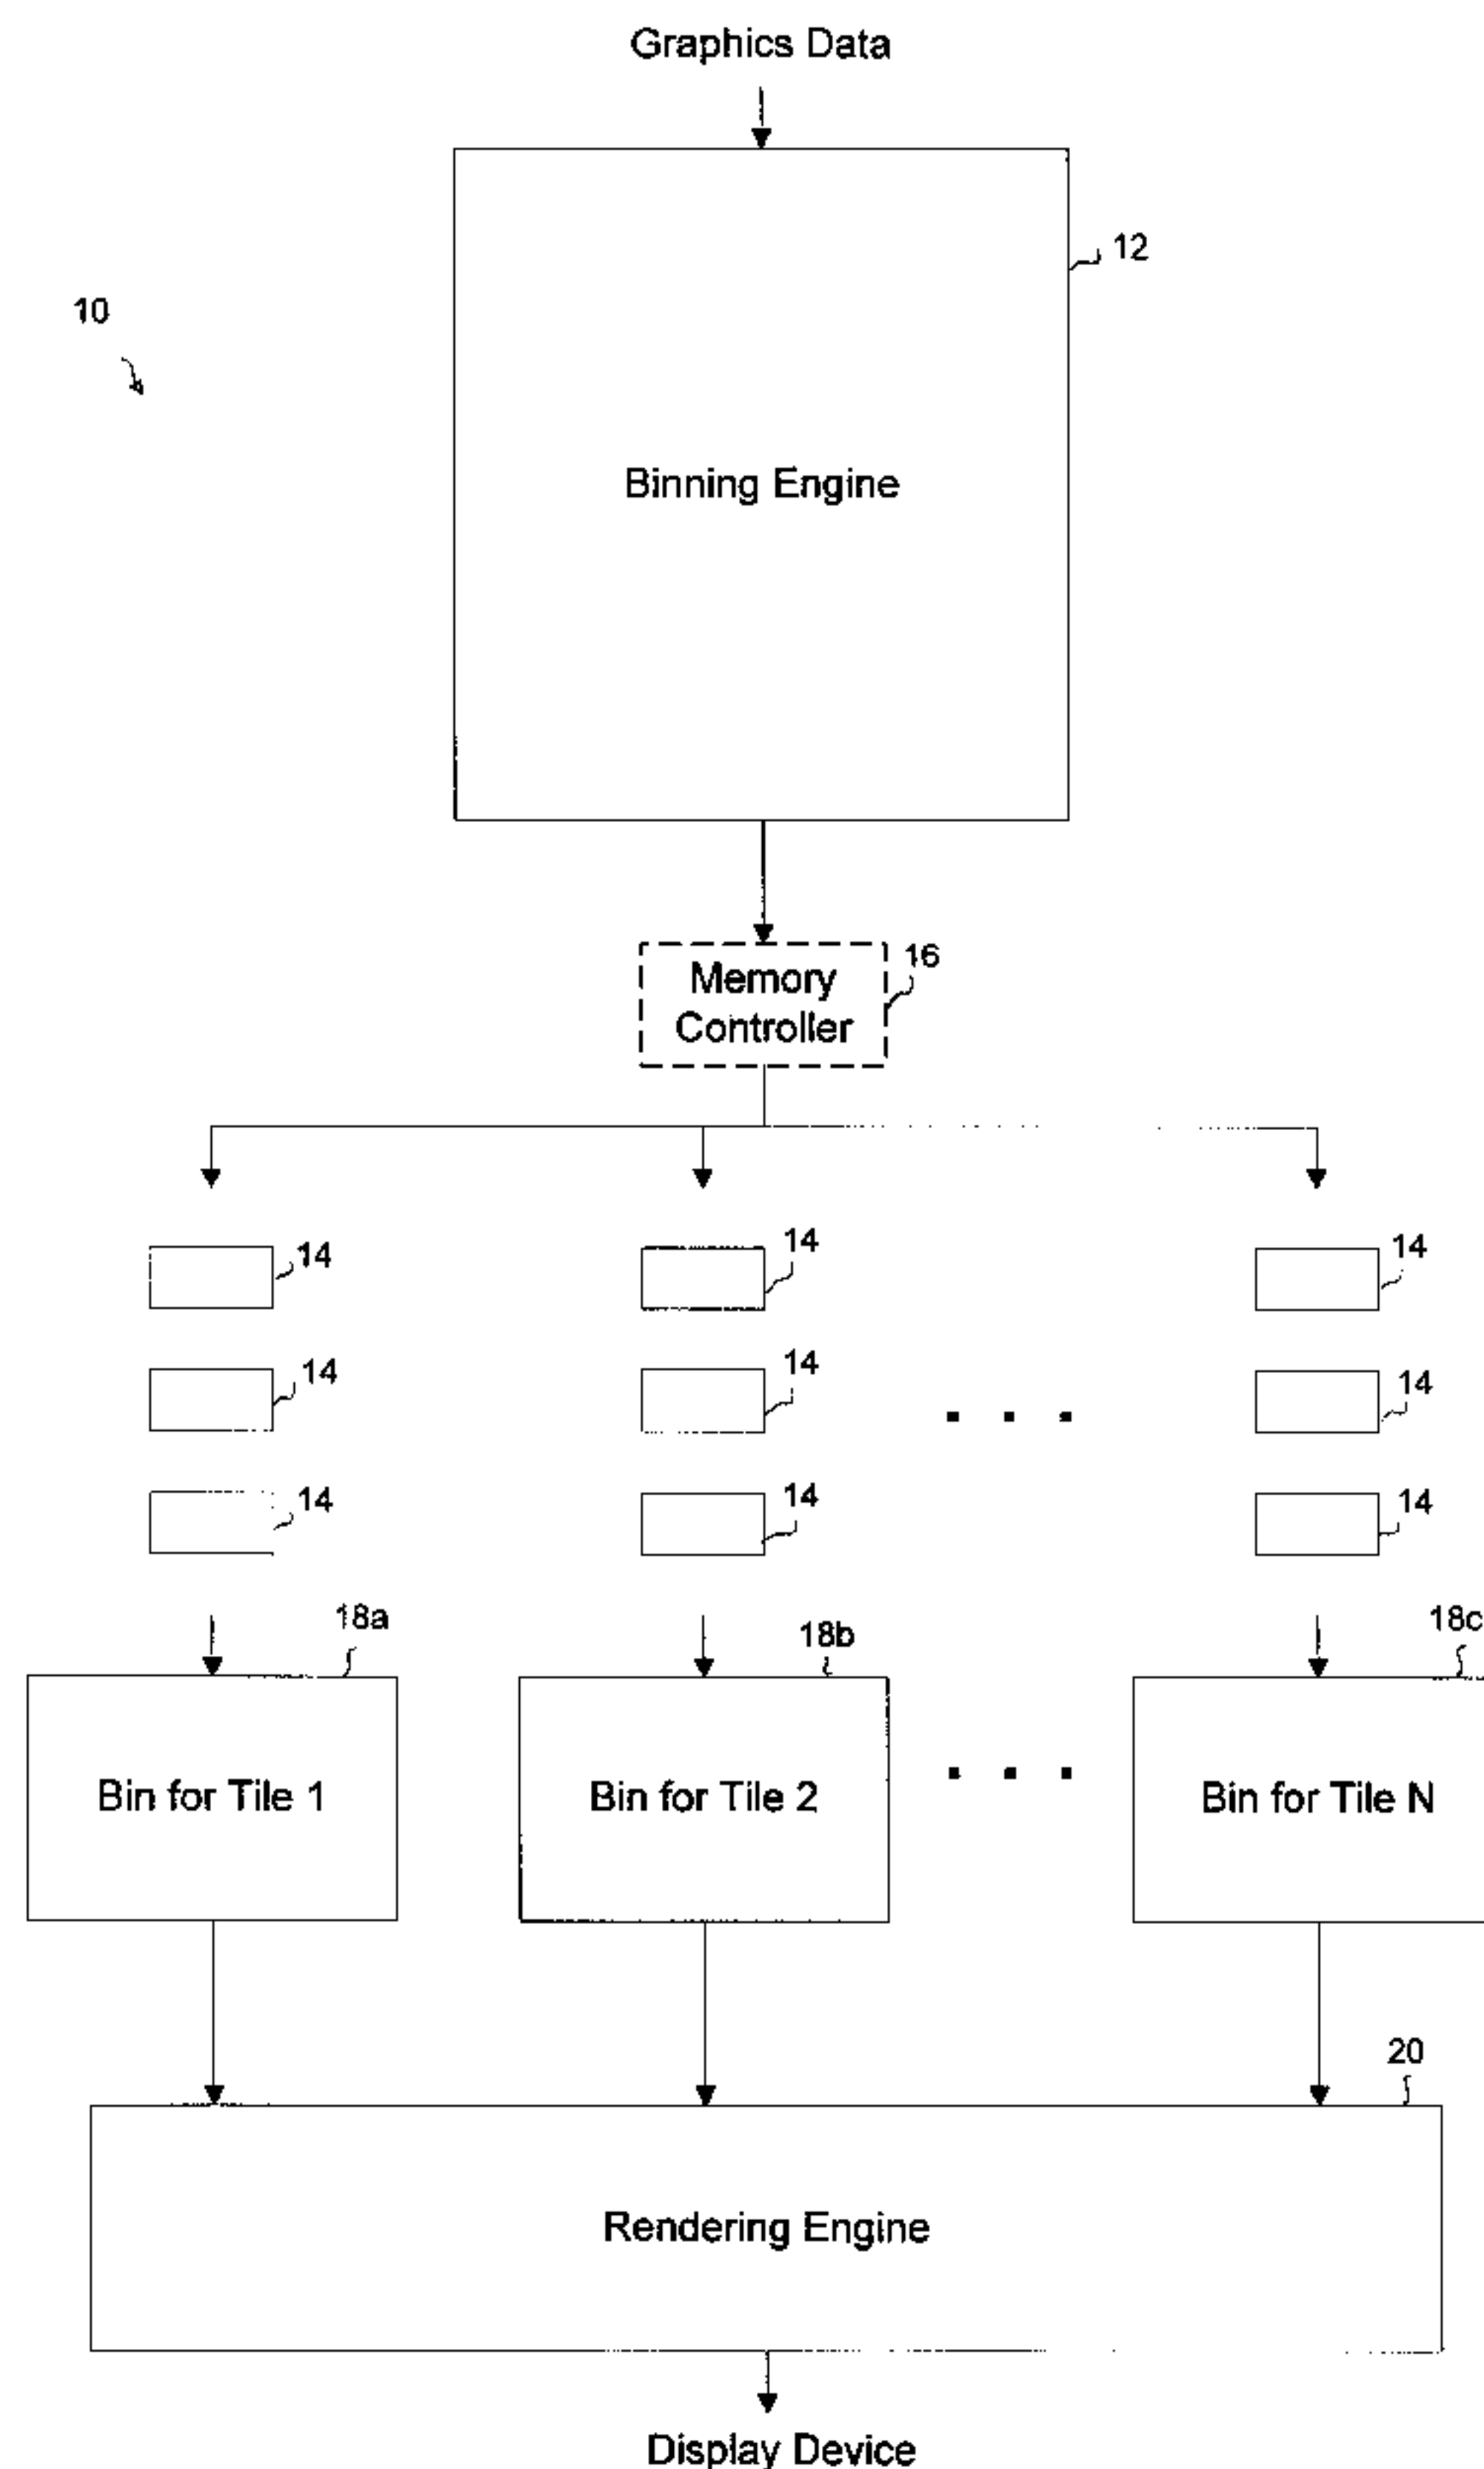 Graphics Data
12
10
Binning Engine
16
Memory
Controller
14
14
14
14
14
14
14
14
14
18a
18b
18c
Bin for Tile 1
Bin for Tile 2
Bin for Tile N
20
Rendering Engine
Display Device